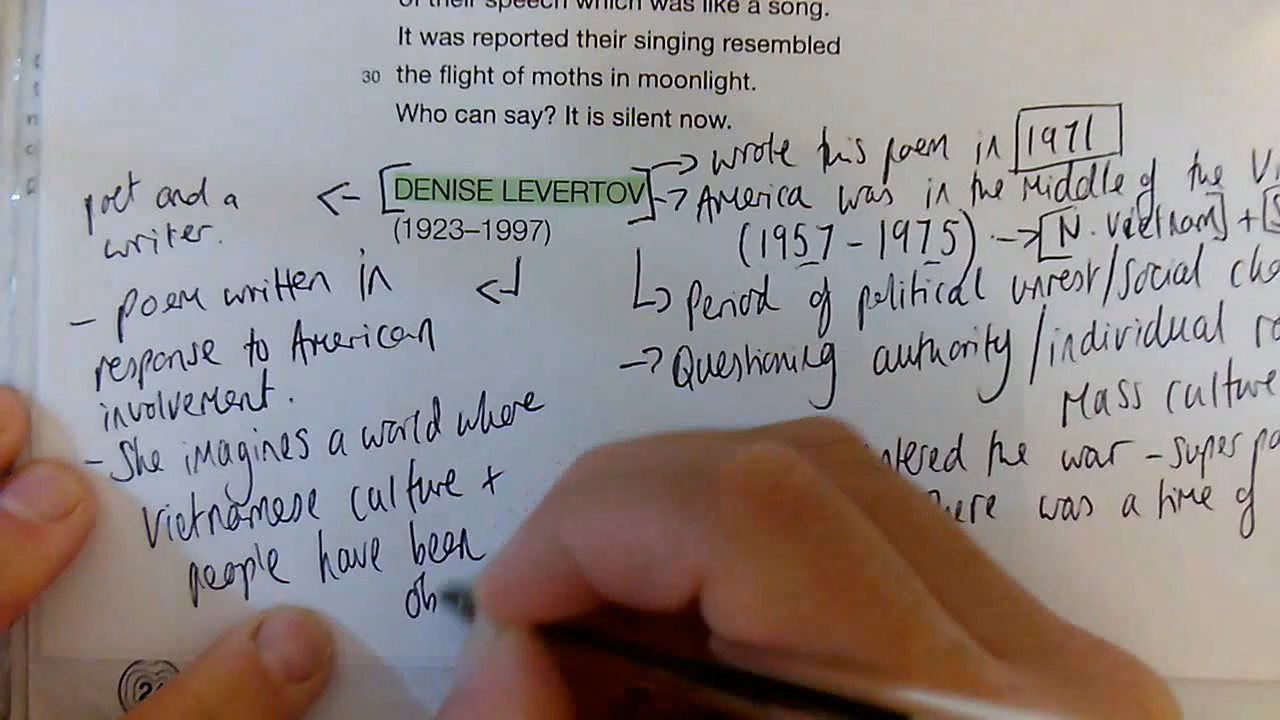 of their speech which was like a song.
It was reported their singing resembled
30 the flight of moths in moonlight.
Who can say? It is silent now.
DENISE LEVERTOV
(1923–1997)
poet and a
writer.
- poem written in
response to American
involvement.
- She imagines a world where
Vietnamese culture +
people have been
ob
→ wrote this poem in 1971
→ America was in the middle of the V
(1957 - 1975) → [N. Vietnam] + [S
Period of political unrest/social cha
→ Questioning authority/individual
Mass culture
the war - super
was a time of